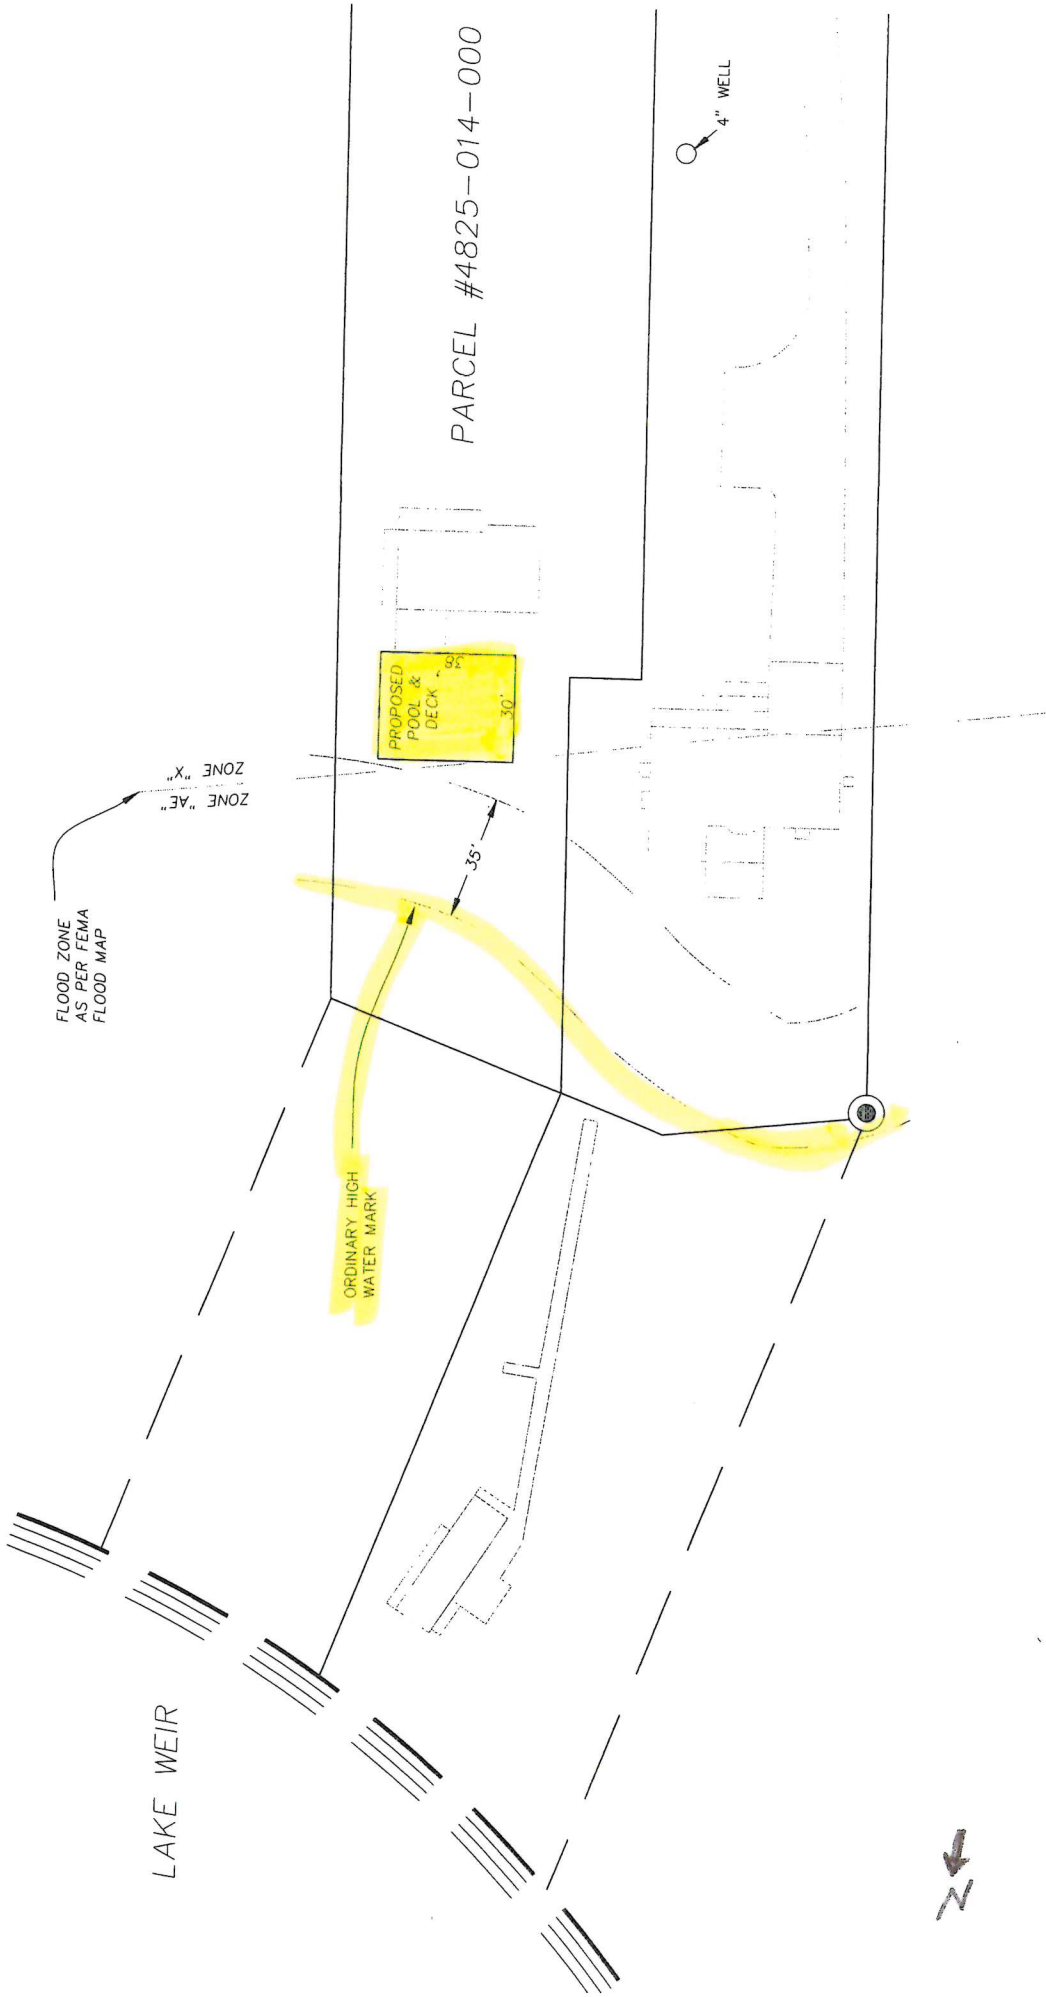 PARCEL #4825-014-000
4" WELL
PROPOSED
POOL &
DECK
38'
30'
ZONE "X"
ZONE "AE"
FLOOD ZONE
AS PER FEMA
FLOOD MAP
35'
ORDINARY HIGH
WATER MARK
LAKE WEIR
N